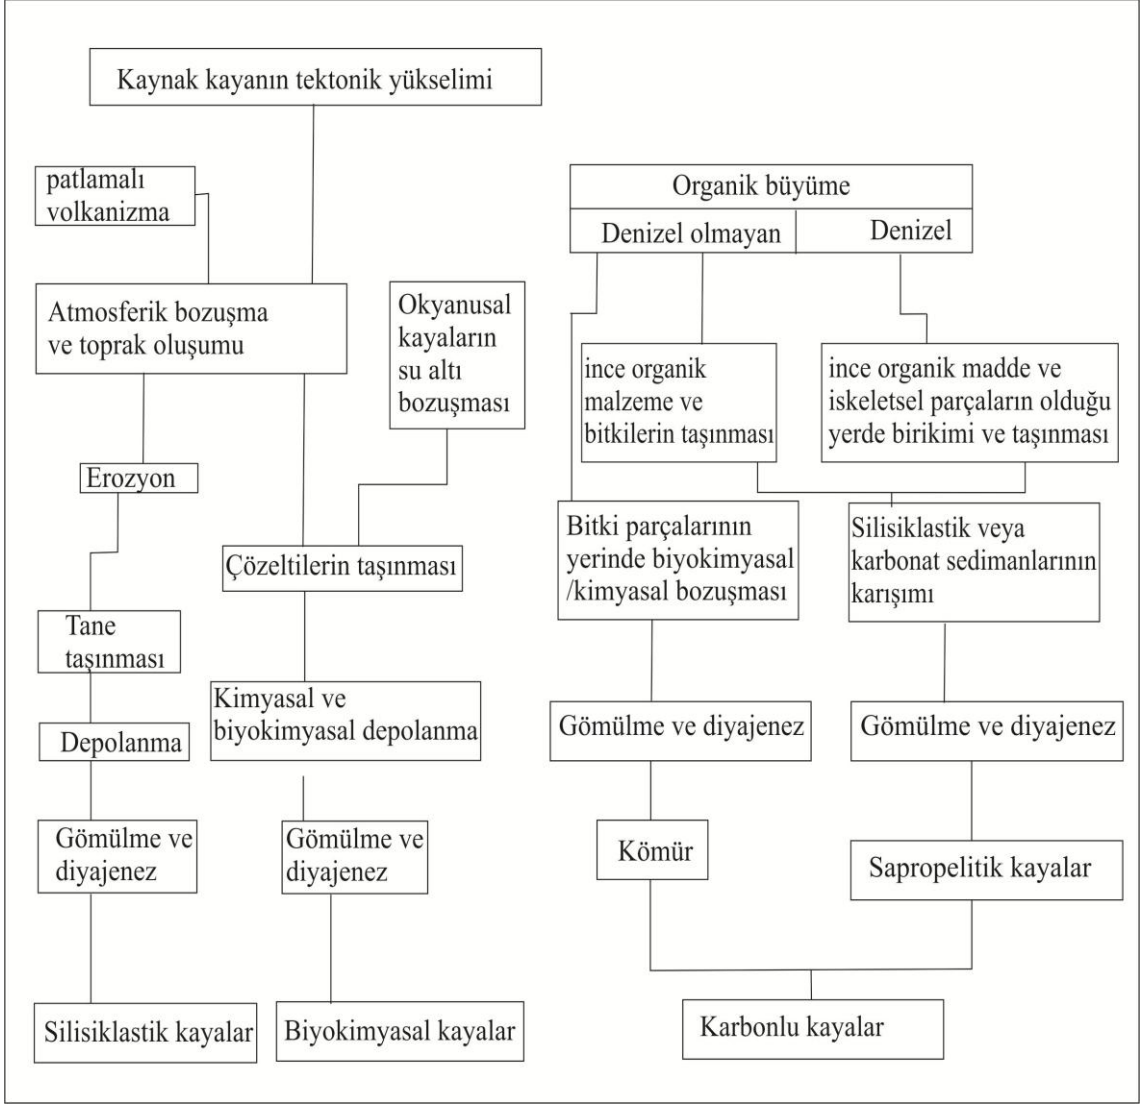 Kaynak kayanın tektonik yükselimi
patlamalı
volkanizma
Atmosferik bozuşma
ve toprak oluşumu
Okyanusal
kayaların
su altı
bozuşması
Erozyon
Çözeltilerin taşınması
Tane
taşınması
Kimyasal ve
biyokimyasal depolanma
Depolanma
Gömülme ve
diyajenez
Gömülme ve
diyajenez
Silisiklastik kayalar
Biyokimyasal kayalar
Organik büyüme
Denizel olmayan
Denizel
ince organik
malzeme ve
bitkilerin taşınması
ince organik madde ve
iskeletsel parçaların olduğu
yerde birikimi ve taşınması
Bitki parçalarının
yerinde biyokimyasal
/kimyasal bozuşması
Silisiklastik veya
karbonat sedimanlarının
karışımı
Gömülme ve diyajenez
Gömülme ve diyajenez
Kömür
Sapropelitik kayalar
Karbonlu kayalar